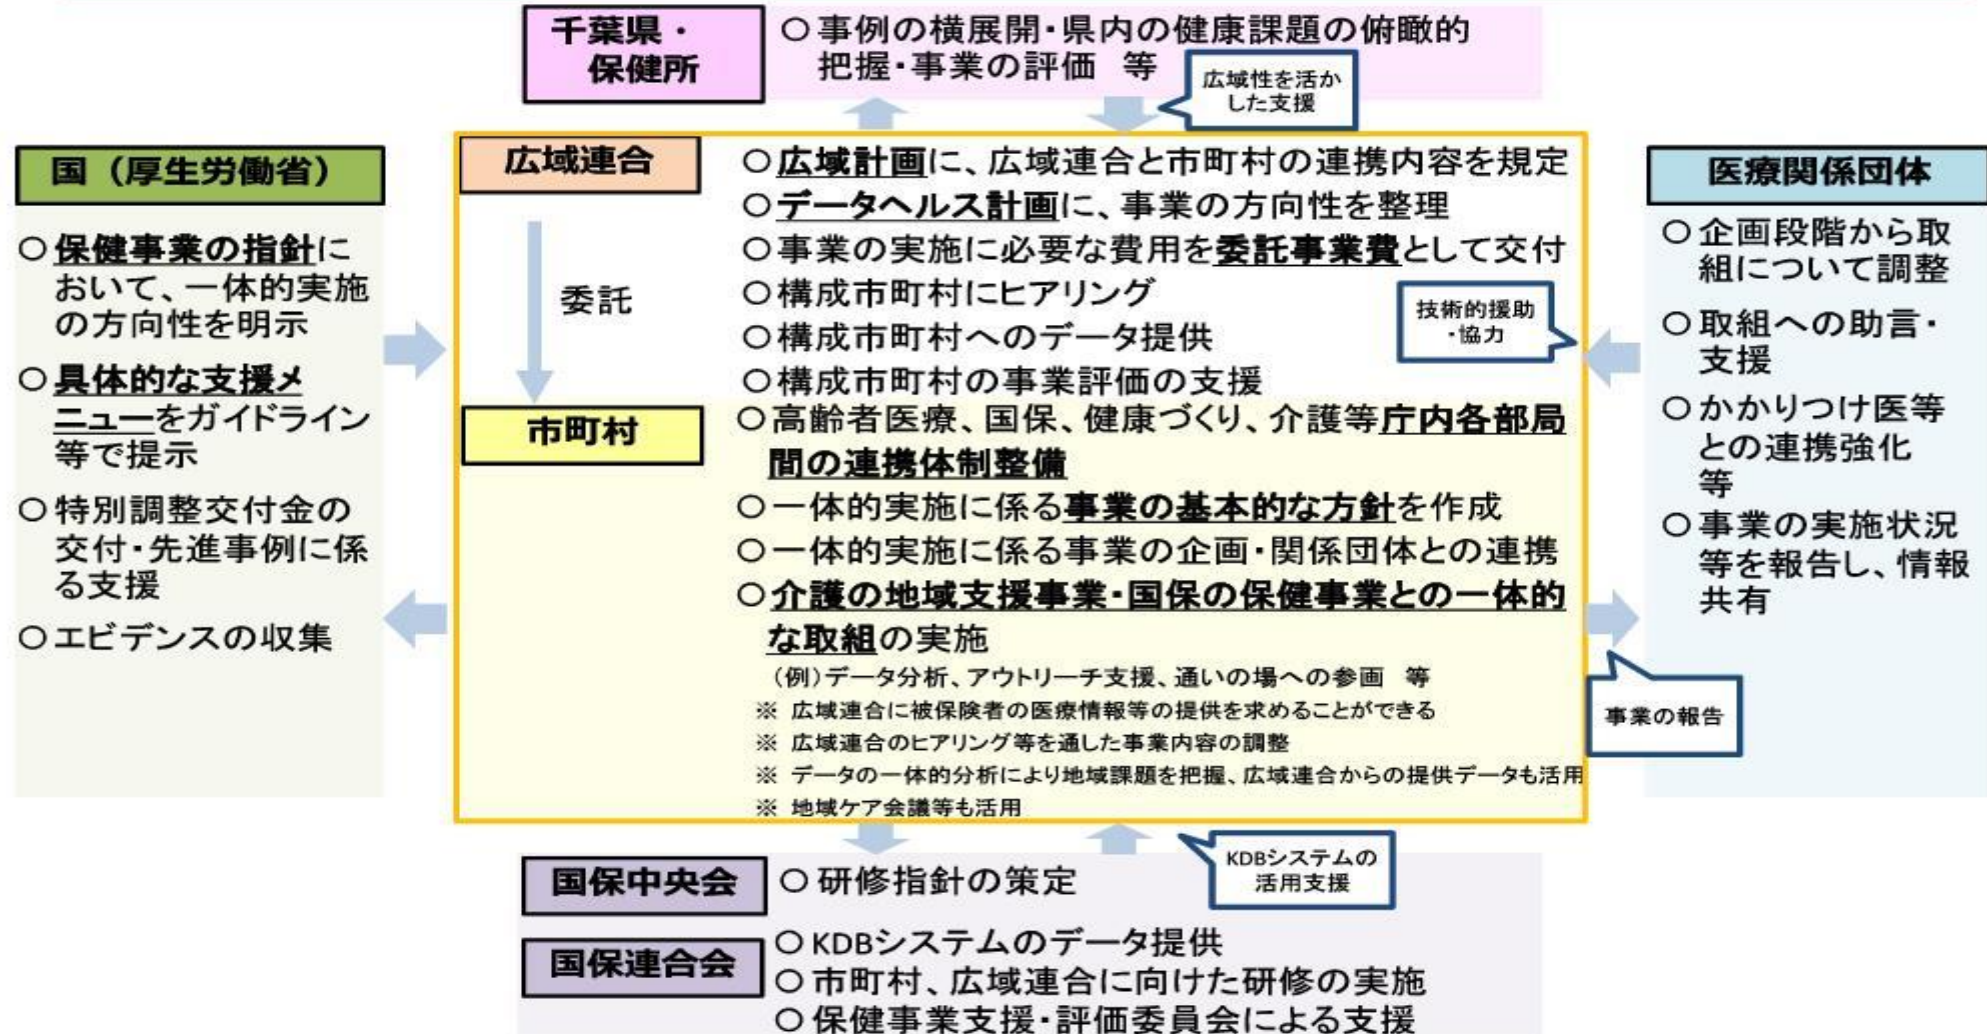 千葉県・
保健所
○ 事例の横展開・県内の健康課題の俯瞰的
把握・事業の評価 等
広域性を活か
した支援
国（厚生労働省）
○ 保健事業の指針に
おいて、一体的実施
の方向性を明示
○ 具体的な支援メ
ニューをガイドライン
等で提示
○ 特別調整交付金の
交付・先進事例に係
る支援
○ エビデンスの収集
広域連合
委託
○広域計画に、広域連合と市町村の連携内容を規定
○データヘルス計画に、事業の方向性を整理
○事業の実施に必要な費用を委託事業費として交付
○構成市町村にヒアリング
○構成市町村へのデータ提供
○構成市町村の事業評価の支援
技術的援助
・協力
市町村
○高齢者医療、国保、健康づくり、介護等庁内各部局
間の連携体制整備
○一体的実施に係る事業の基本的な方針を作成
○一体的実施に係る事業の企画・関係団体との連携
○介護の地域支援事業・国保の保健事業との一体的
な取組の実施
（例）データ分析、アウトリーチ支援、通いの場への参画 等
※ 広域連合に被保険者の医療情報等の提供を求めることができる
※ 広域連合のヒアリング等を通した事業内容の調整
※ データの一体的分析により地域課題を把握、広域連合からの提供データも活用
※ 地域ケア会議等も活用
医療関係団体
○ 企画段階から取
組について調整
○ 取組への助言・
支援
○ かかりつけ医等
との連携強化
等
○ 事業の実施状況
等を報告し、情報
共有
事業の報告
国保中央会
○ 研修指針の策定
KDBシステムの
活用支援
国保連合会
○ KDBシステムのデータ提供
○ 市町村、広域連合に向けた研修の実施
○ 保健事業支援・評価委員会による支援